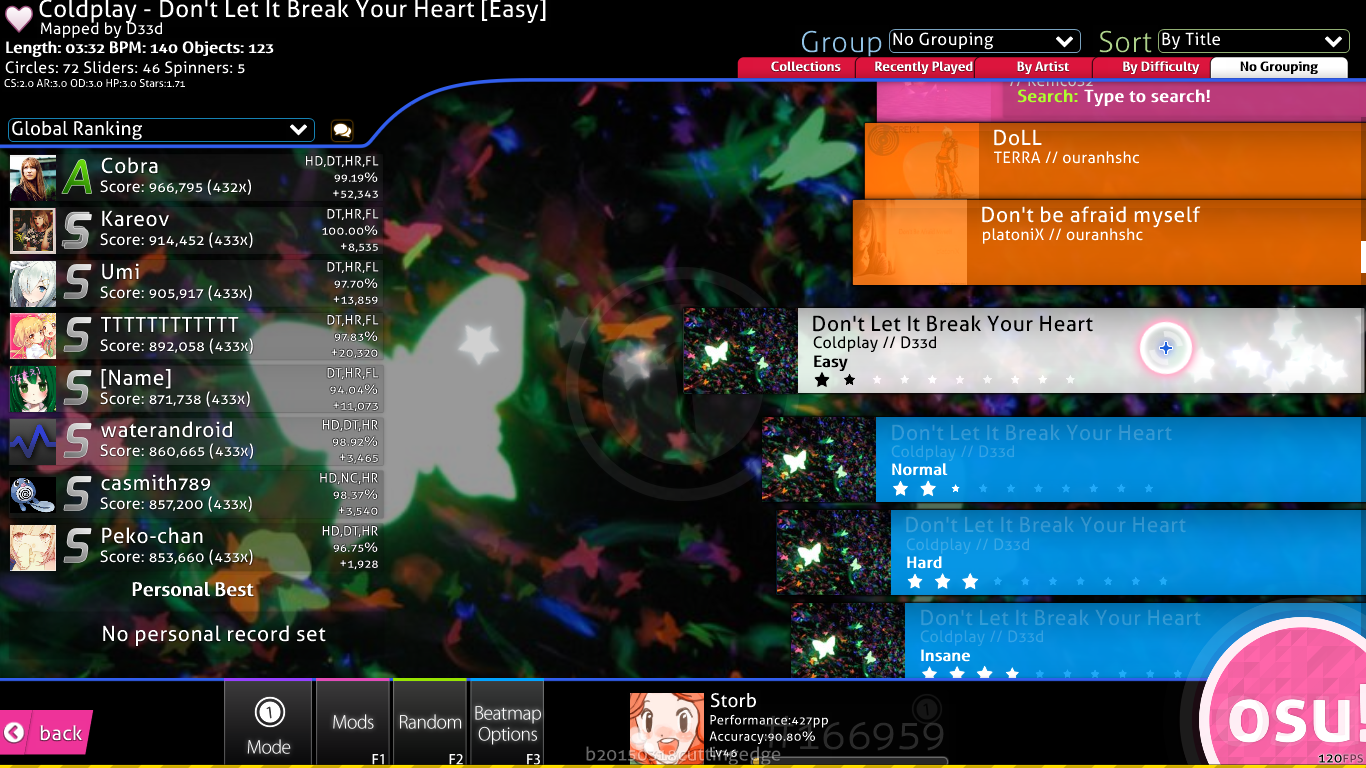 Coldplay - Don't Let It Break Your Heart [Easy]
Mapped by D33d
Length: 03:32 BPM: 140 Objects: 123
Circles: 72 Sliders: 46 Spinners: 5
CS:2.0 AR:3.0 OD:3.0 HP:3.0 Stars:1.71
Group No Grouping Sort By Title
Collections Recently Played By Artist By Difficulty No Grouping
Search: Type to search!
Global Ranking
Cobra HD,DT,HR,FL
A 99.19%
Score: 966,795 (432x) +52,343
Kareov DT,HR,FL
S 100.00%
Score: 914,452 (433x) +8,535
Umi DT,HR,FL
S 97.70%
Score: 905,917 (433x) +13,859
TTTTTTTTTTTT DT,HR,FL
S 97.83%
Score: 892,058 (433x) +20,320
[Name] DT,HR,FL
S 94.04%
Score: 871,738 (433x) +11,073
waterandroid HD,DT,HR
S 98.92%
Score: 860,665 (433x) +3,465
casmith789 HD,NC,HR
S 98.37%
Score: 857,200 (433x) +3,540
Peko-chan HD,DT,HR
S 96.75%
Score: 853,660 (433x) +1,928
Personal Best
No personal record set
DoLL
TERRA // ouranhshc
Don't be afraid myself
platoniX // ouranhshc
Don't Let It Break Your Heart
Coldplay // D33d
Easy
Don't Let It Break Your Heart
Coldplay // D33d
Normal
Don't Let It Break Your Heart
Coldplay // D33d
Hard
Don't Let It Break Your Heart
Coldplay // D33d
Insane
back
1
Mode
Mods
F1
Random
F2
Beatmap
Options
F3
Storb
Performance:427pp
Accuracy:90.80%
Lv46
#166959
1
osu!
120FPS